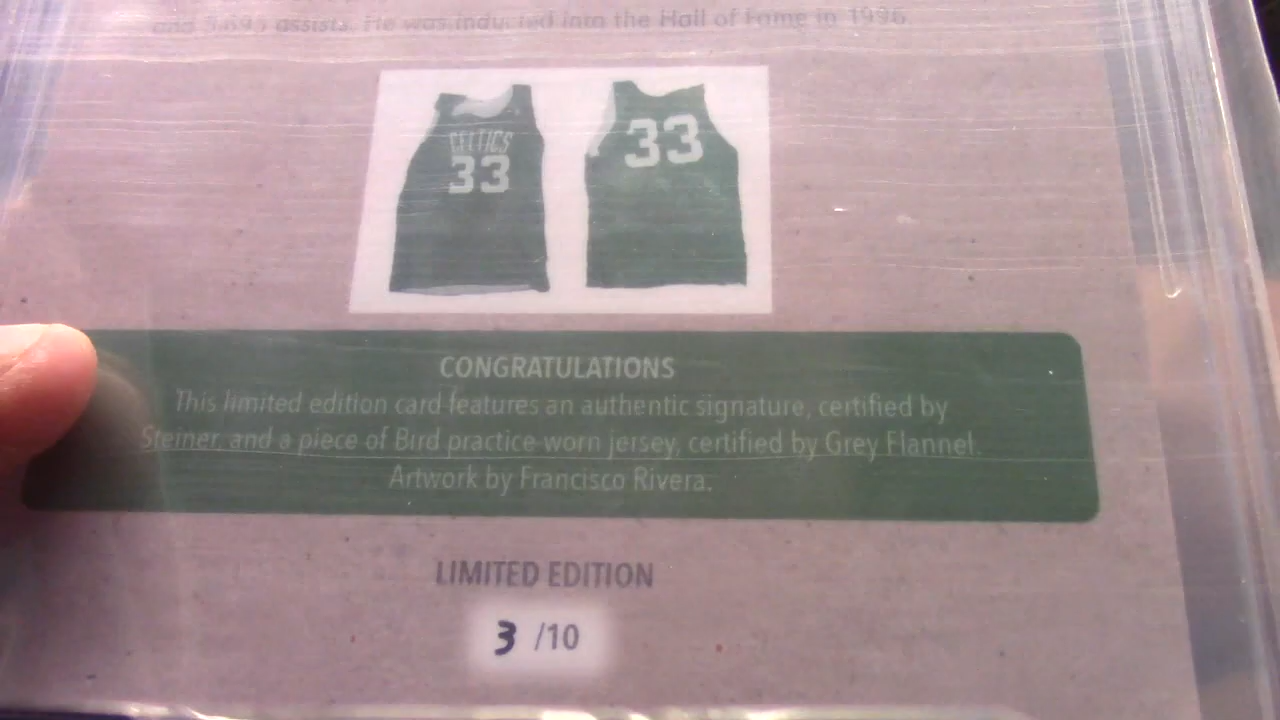 and 5,695 assists. He was inducted into the Hall of Fame in 1996.
CELTICS
33
33
CONGRATULATIONS
This limited edition card features an authentic signature, certified by
Steiner, and a piece of Bird practice-worn jersey, certified by Grey Flannel.
Artwork by Francisco Rivera.
LIMITED EDITION
3 /10